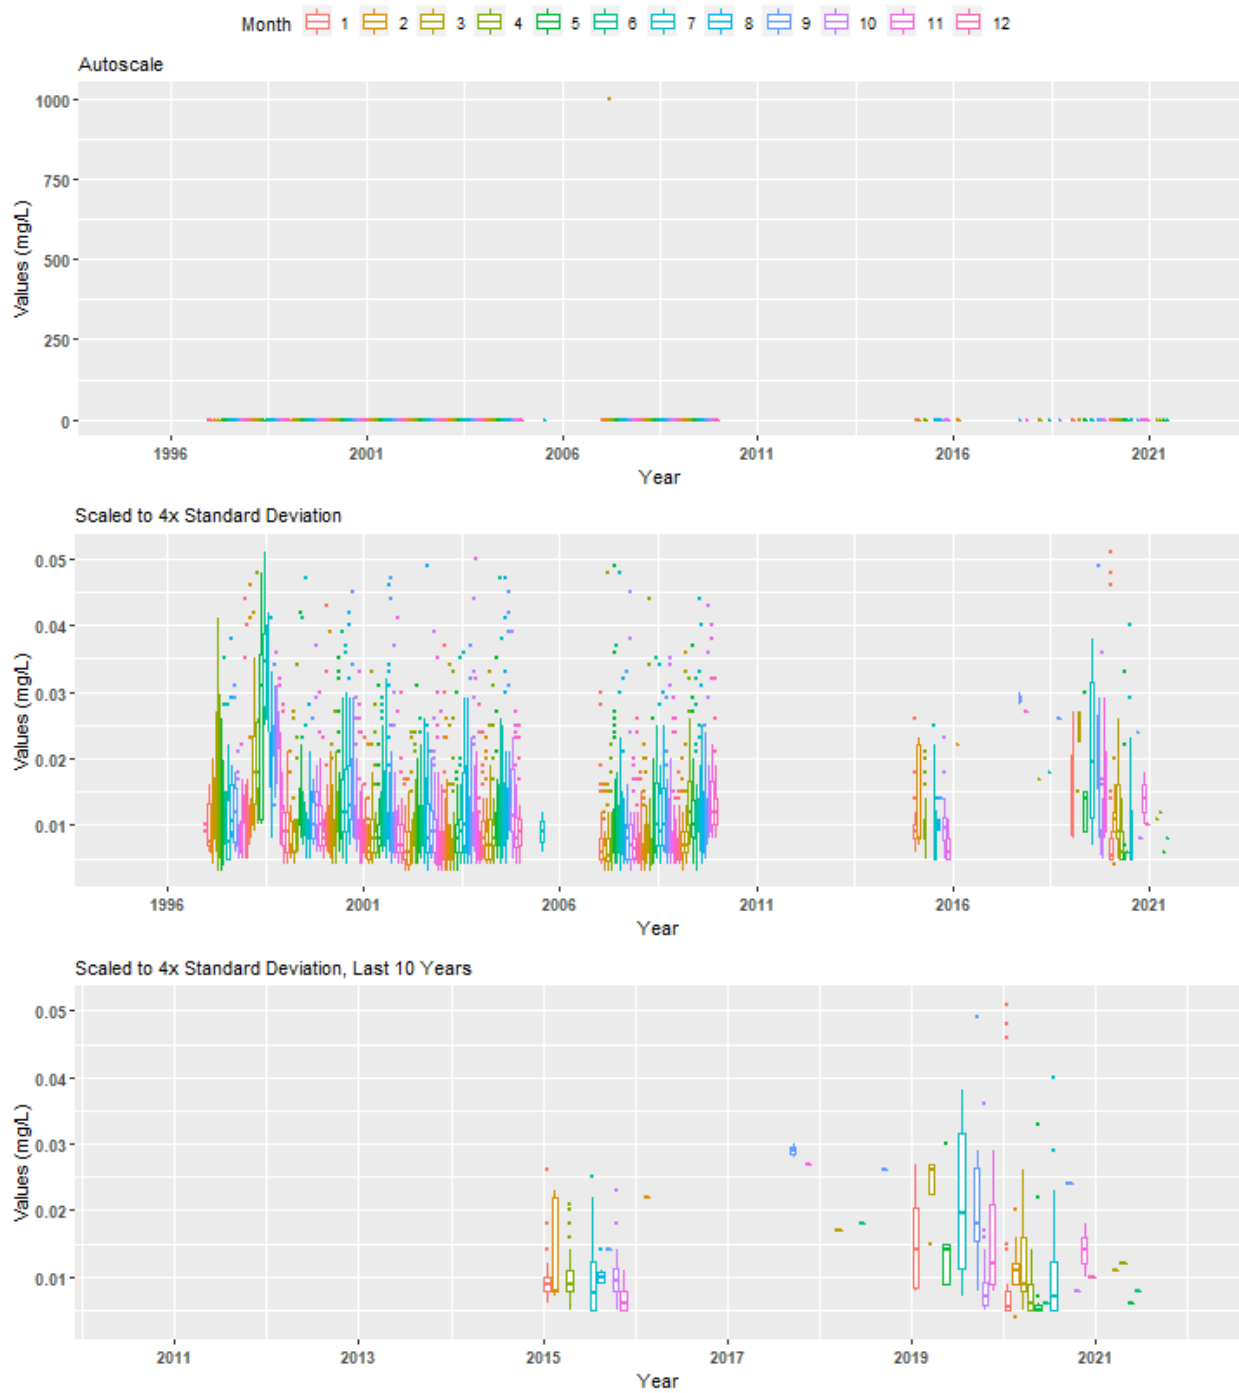 Month 1 2 3 4 5 6 7 8 9 10 11 12
Autoscale
1000
750
500
250
0
Values (mg/L)
1996 2001 2006 2011 2016 2021
Year
Scaled to 4x Standard Deviation
0.05
0.04
0.03
0.02
0.01
Values (mg/L)
1996 2001 2006 2011 2016 2021
Year
Scaled to 4x Standard Deviation, Last 10 Years
0.05
0.04
0.03
0.02
0.01
Values (mg/L)
2011 2013 2015 2017 2019 2021
Year